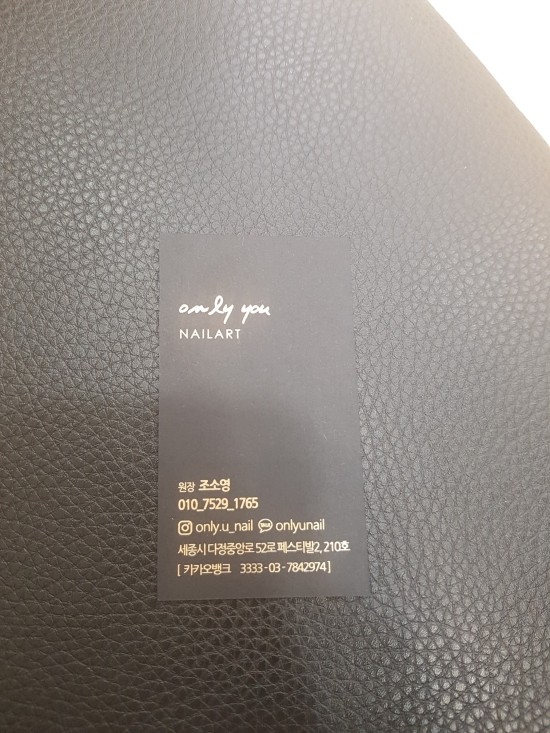 only you
NAILART
원장 조소영
010_7529_1765
only.u_nail TALK onlyunail
세종시 다정중앙로 52로 페스티발2, 210호
[ 카카오뱅크 3333-03-7842974 ]